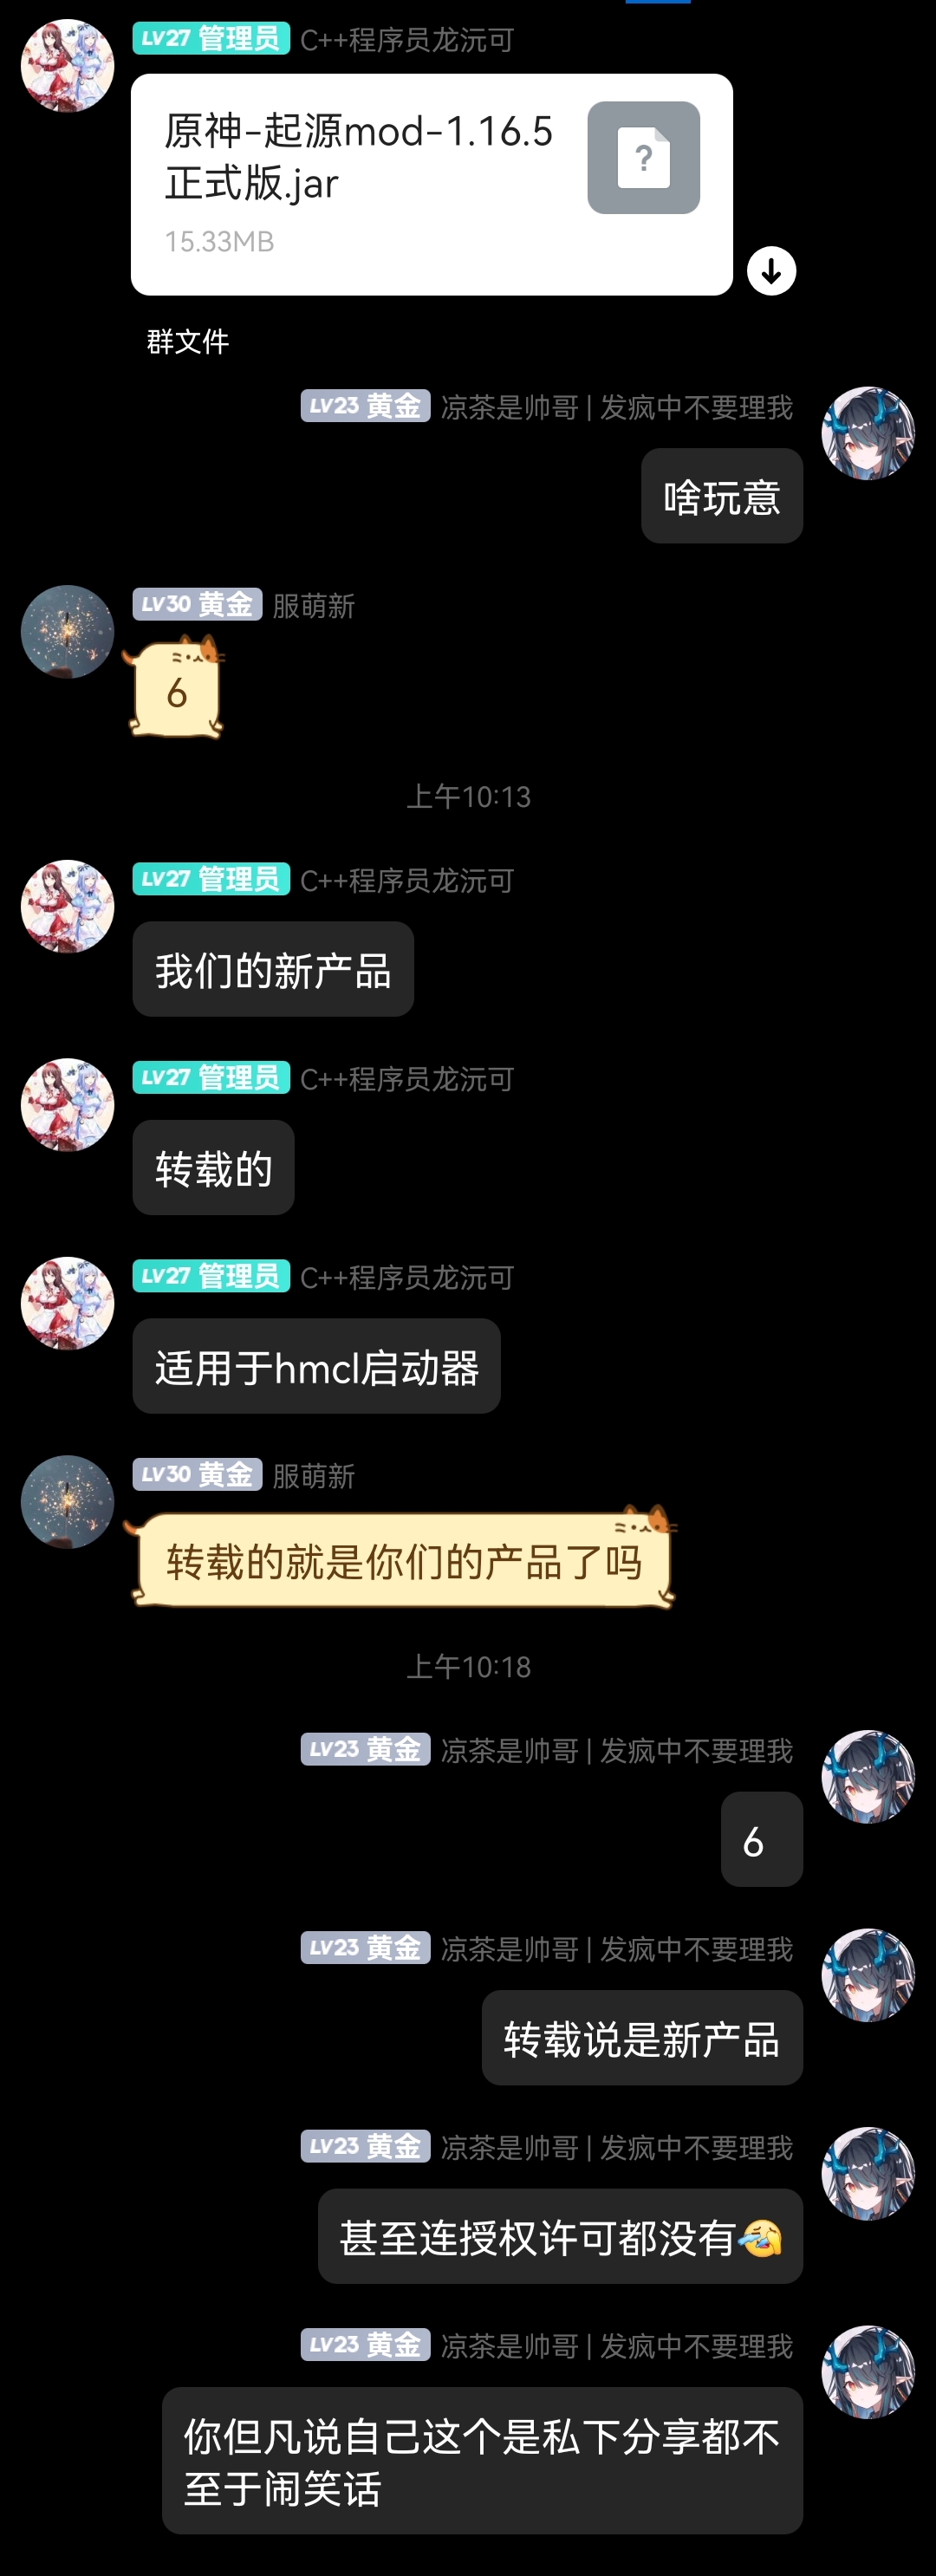 LV27 管理员 C++程序员龙沅可
原神-起源mod-1.16.5
正式版.jar
15.33MB
群文件
LV23 黄金 凉茶是帅哥 | 发疯中不要理我
啥玩意
LV30 黄金 服萌新
6
上午10:13
LV27 管理员 C++程序员龙沅可
我们的新产品
LV27 管理员 C++程序员龙沅可
转载的
LV27 管理员 C++程序员龙沅可
适用于hmcl启动器
LV30 黄金 服萌新
转载的就是你们的产品了吗
上午10:18
LV23 黄金 凉茶是帅哥 | 发疯中不要理我
6
LV23 黄金 凉茶是帅哥 | 发疯中不要理我
转载说是新产品
LV23 黄金 凉茶是帅哥 | 发疯中不要理我
甚至连授权许可都没有🤧
LV23 黄金 凉茶是帅哥 | 发疯中不要理我
你但凡说自己这个是私下分享都不
至于闹笑话